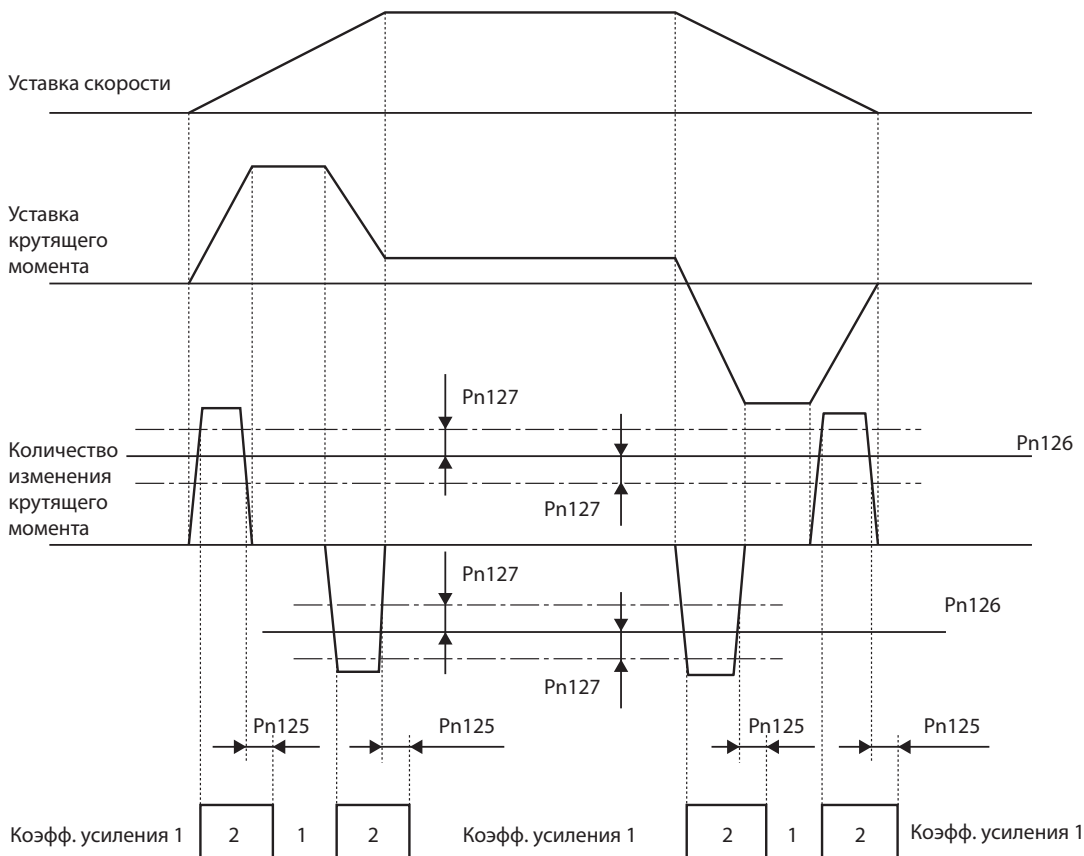 Уставка скорости
Уставка
крутящего
момента
Pn127
Pn126
Количество
изменения
крутящего
момента
Pn127
Pn127
Pn126
Pn127
Pn125
Pn125
Pn125
Pn125
Коэфф. усиления 1
2
1
2
Коэфф. усиления 1
2
1
2
Коэфф. усиления 1